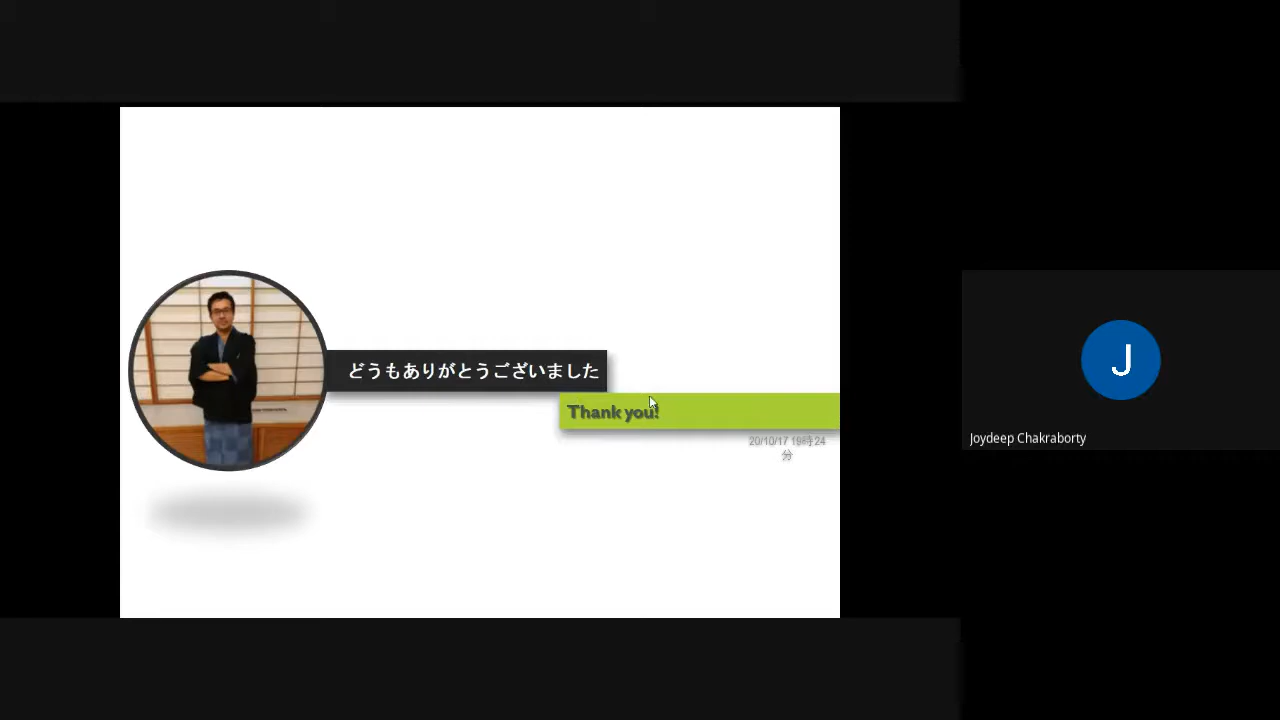 どうもありがとうございました
Thank you!
20/10/17 19時24
分
J
Joydeep Chakraborty